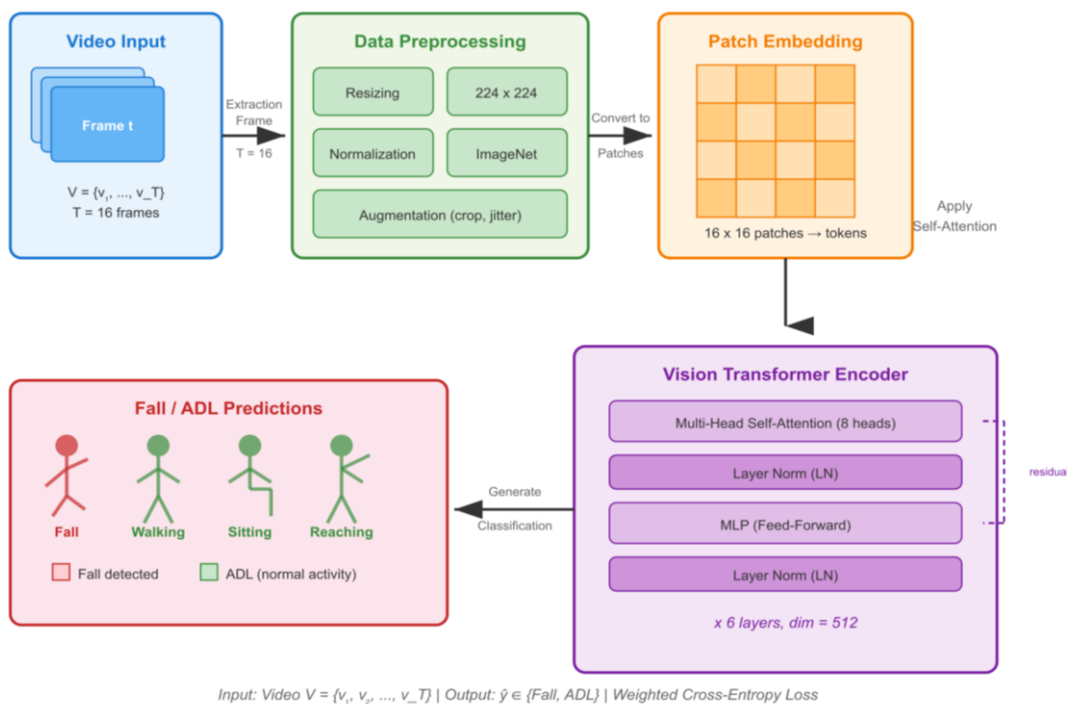 Video Input
Frame t
V = {v₁, ..., v_T}
T = 16 frames
Extraction
Frame
T = 16
Data Preprocessing
Resizing
224 x 224
Normalization
ImageNet
Augmentation (crop, jitter)
Convert to
Patches
Patch Embedding
16 x 16 patches → tokens
Apply
Self-Attention
Vision Transformer Encoder
Multi-Head Self-Attention (8 heads)
Layer Norm (LN)
MLP (Feed-Forward)
Layer Norm (LN)
x 6 layers, dim = 512
residua
Generate
Classification
Fall / ADL Predictions
Fall
Walking
Sitting
Reaching
Fall detected
ADL (normal activity)
Input: Video V = {v₁, v₂, ..., v_T} | Output: ŷ ∈ {Fall, ADL} | Weighted Cross-Entropy Loss